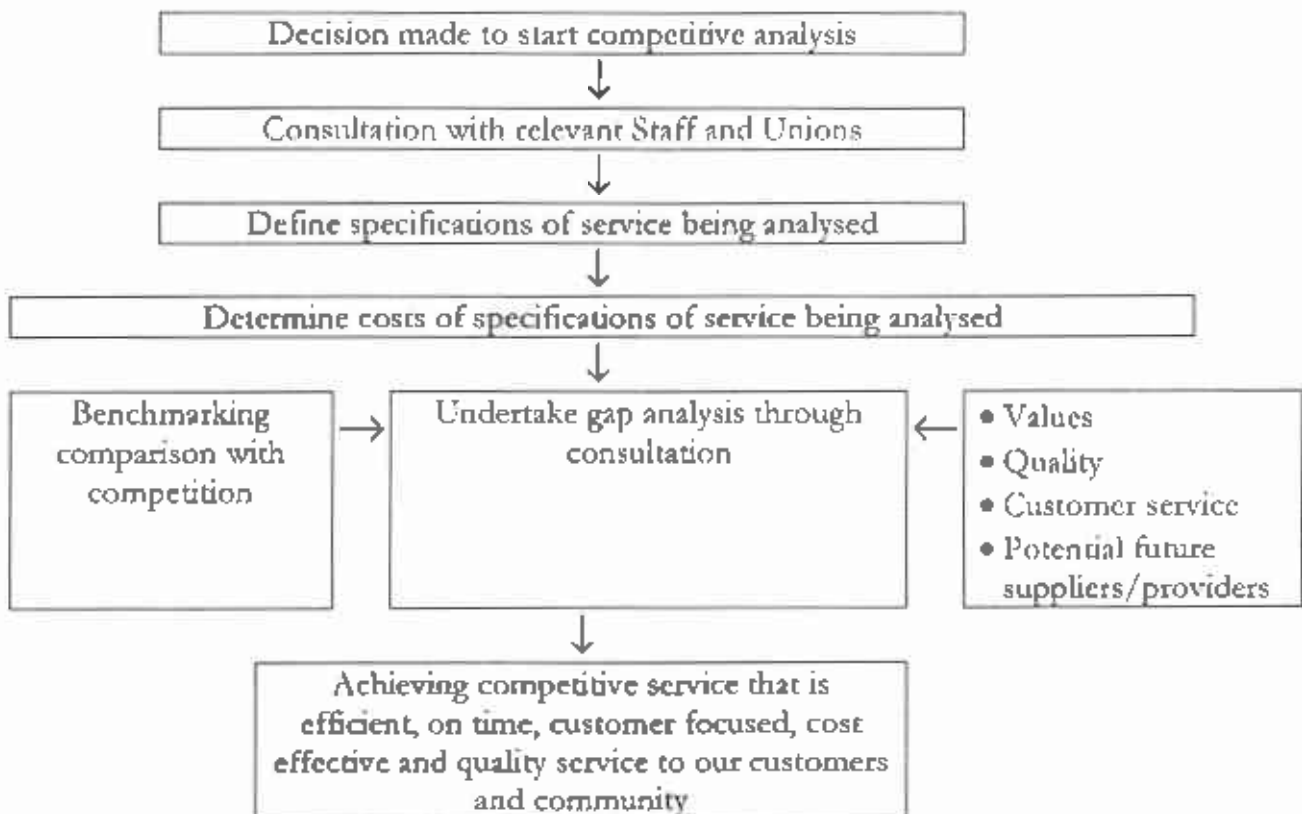 Decision made to start competitive analysis
Consultation with relevant Staff and Unions
Define specifications of service being analysed
Determine costs of specifications of service being analysed
Benchmarking
comparison with
competition
Undertake gap analysis through
consultation
• Values
• Quality
• Customer service
• Potential future
suppliers/providers
Achieving competitive service that is
efficient, on time, customer focused, cost
effective and quality service to our customers
and community